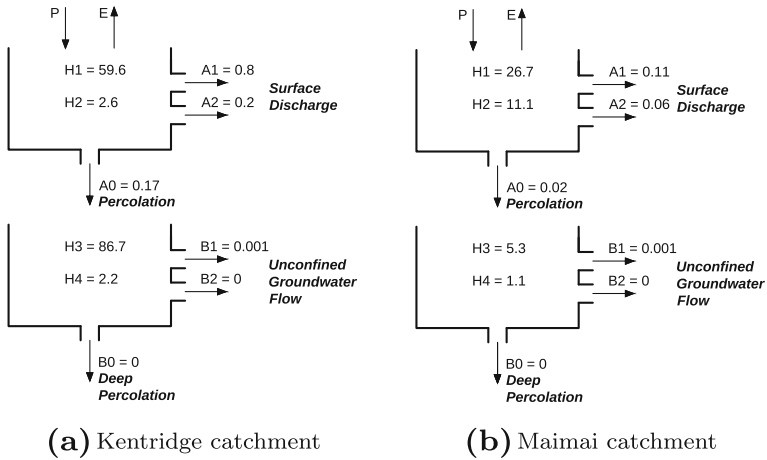 P E
H1 = 59.6 A1 = 0.8
H2 = 2.6 A2 = 0.2
Surface
Discharge
A0 = 0.17
Percolation
H3 = 86.7 B1 = 0.001
H4 = 2.2 B2 = 0
Unconfined
Groundwater
Flow
B0 = 0
Deep
Percolation
(a) Kentridge catchment
P E
H1 = 26.7 A1 = 0.11
H2 = 11.1 A2 = 0.06
Surface
Discharge
A0 = 0.02
Percolation
H3 = 5.3 B1 = 0.001
H4 = 1.1 B2 = 0
Unconfined
Groundwater
Flow
B0 = 0
Deep
Percolation
(b) Maimai catchment